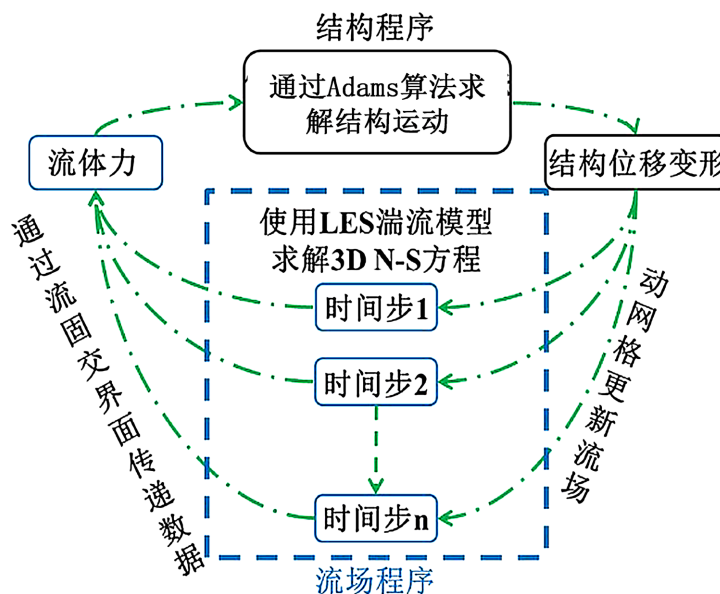 结构程序
通过Adams算法求
解结构运动
流体力
结构位移变形
使用LES湍流模型
求解3D N-S方程
时间步1
时间步2
时间步n
通过流固交界面传递数据
动网格更新流场
流场程序